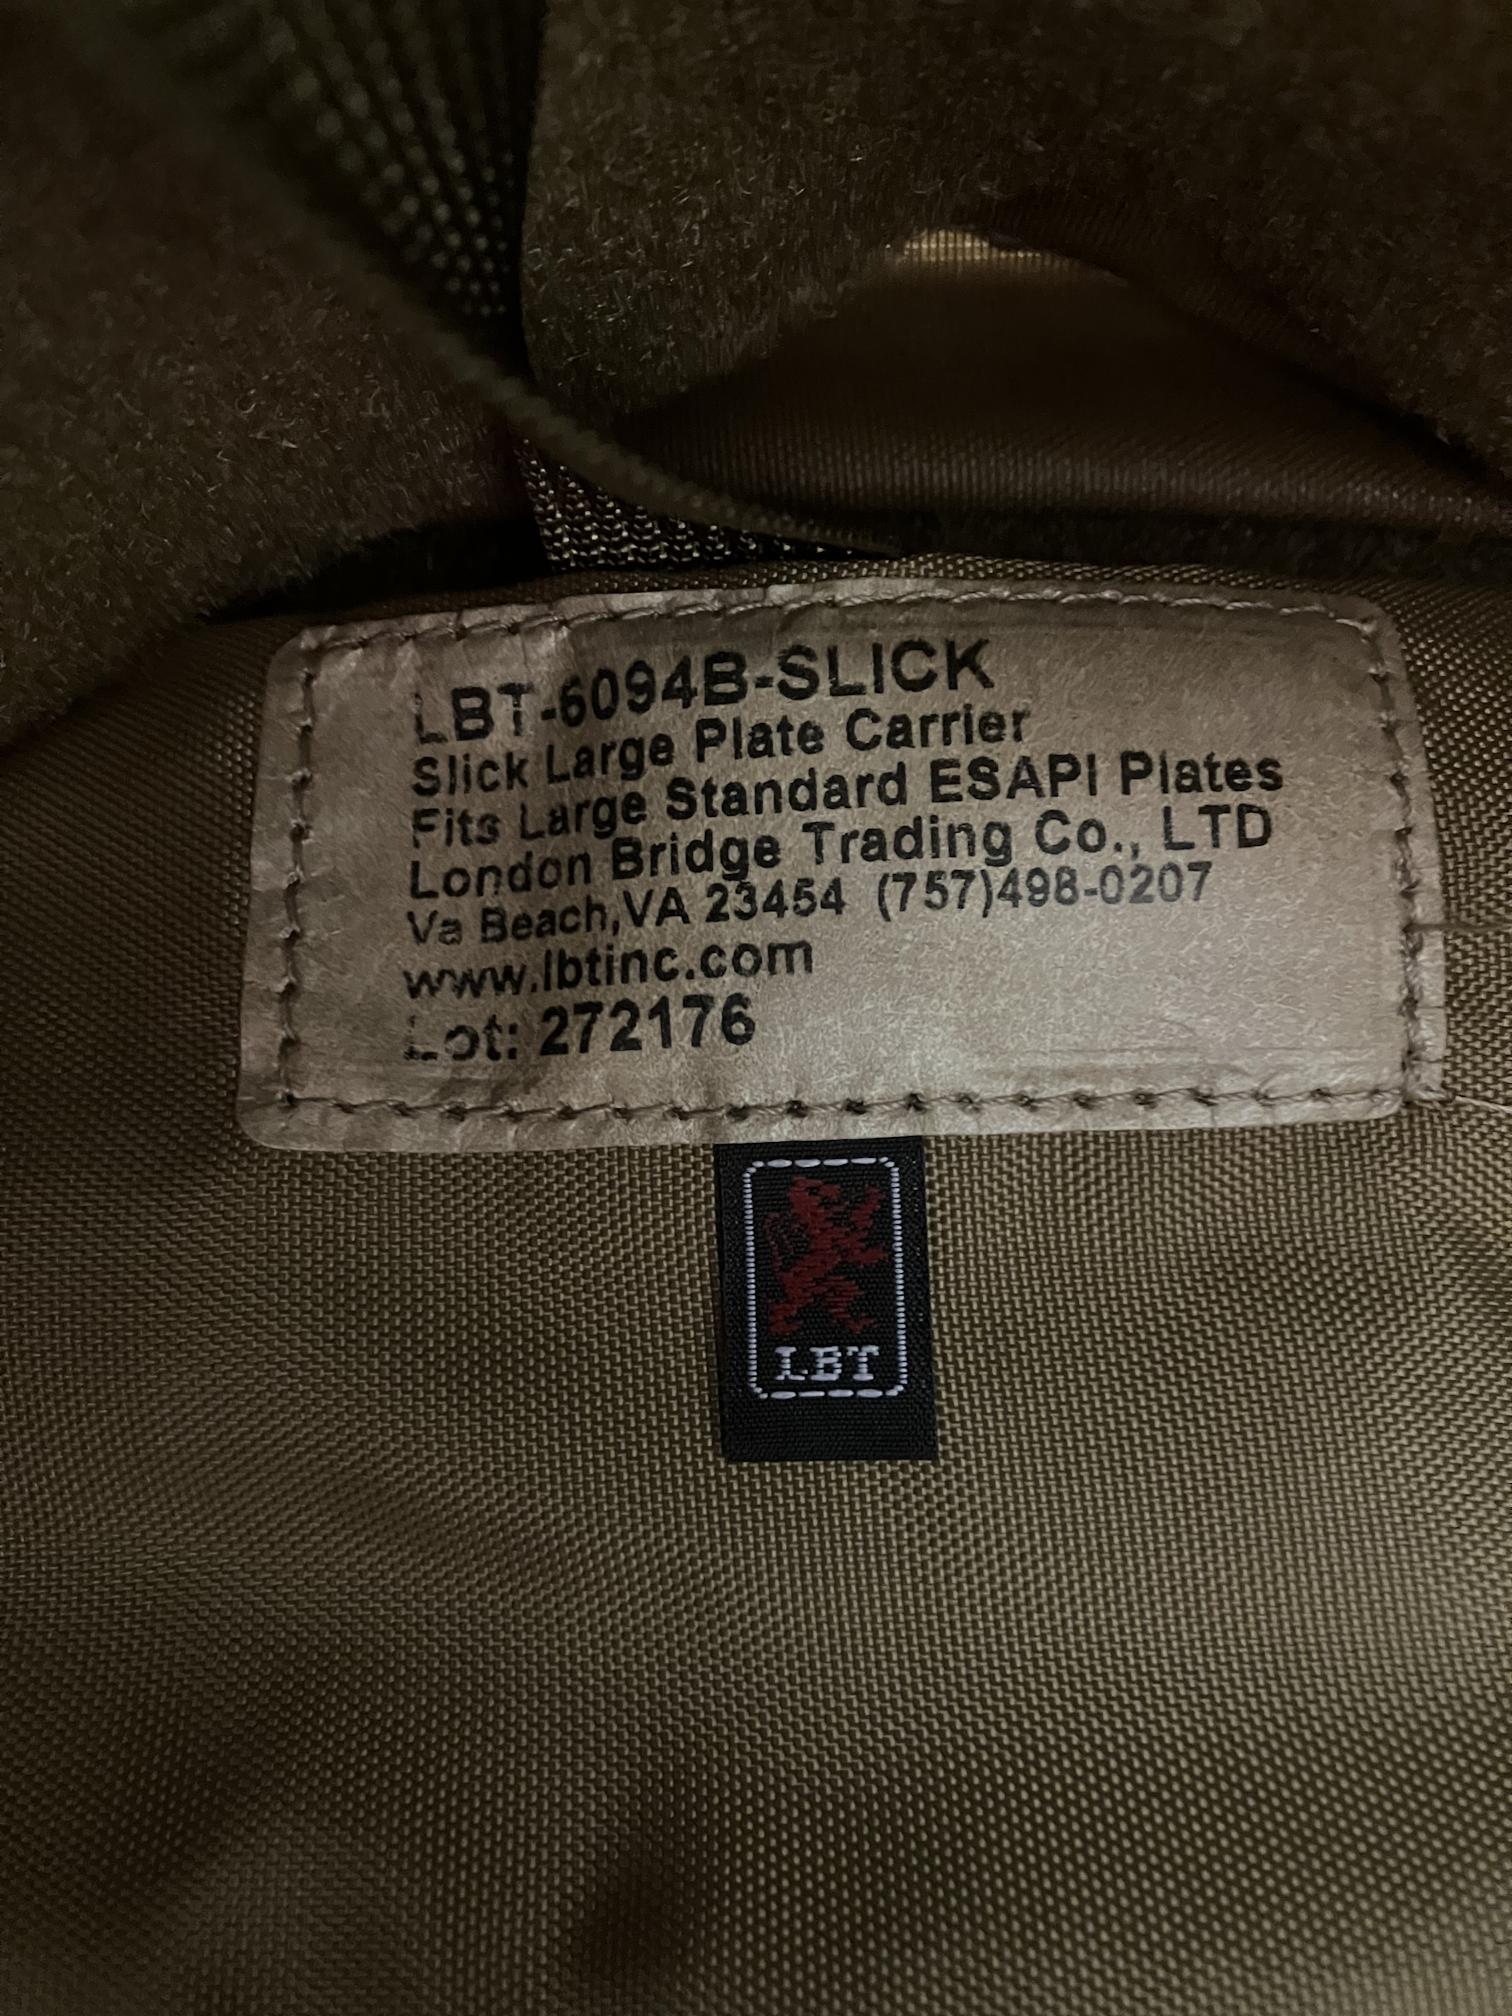 LBT-6094B-SLICK
Slick Large Plate Carrier
Fits Large Standard ESAPI Plates
London Bridge Trading Co., LTD
Va Beach,VA 23454 (757)498-0207
www.lbtinc.com
Lot: 272176
LBT